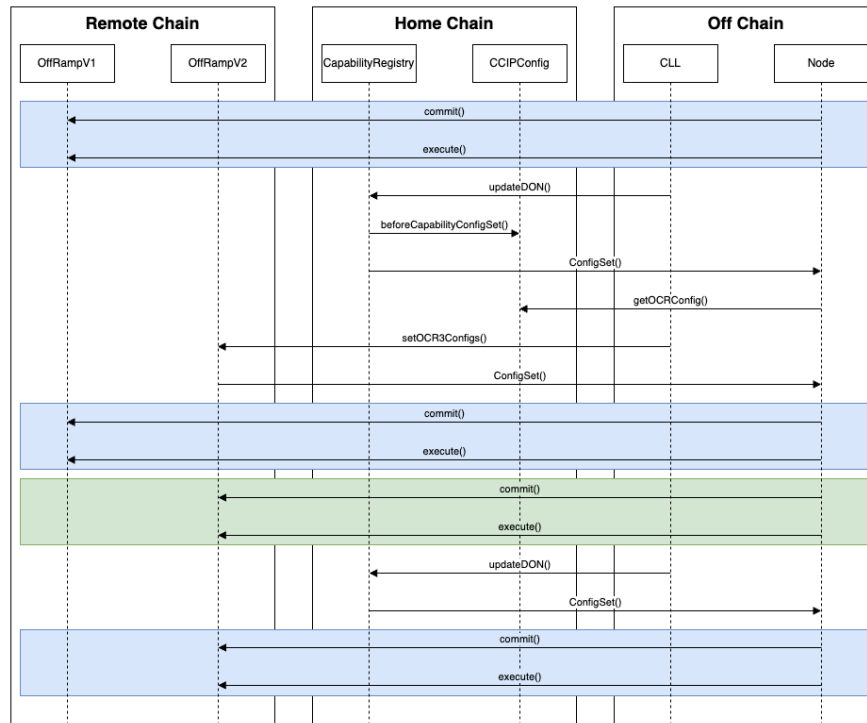 Remote Chain
Home Chain
Off Chain
OffRampV1
OffRampV2
CapabilityRegistry
CCIPConfig
CLL
Node
commit()
execute()
updateDON()
beforeCapabilityConfigSet()
ConfigSet()
getOCRConfig()
setOCR3Configs()
ConfigSet()
commit()
execute()
commit()
execute()
updateDON()
ConfigSet()
commit()
execute()